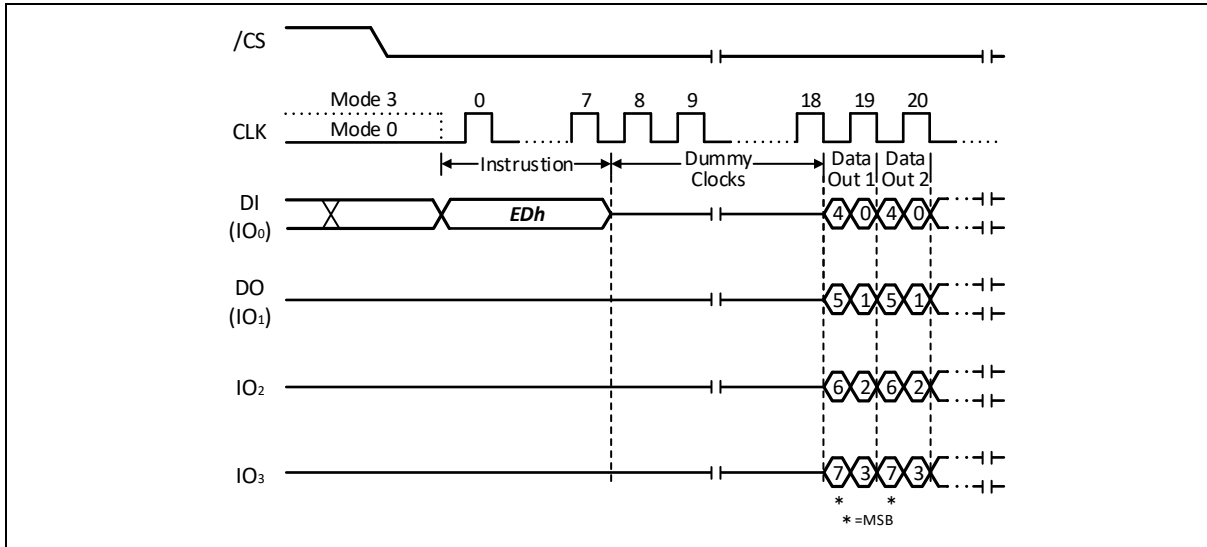 /CS
Mode 3 0 7 8 9 18 19 20
CLK Mode 0
Instrustion Dummy Clocks Data Out 1 Data Out 2
DI (IO0) EDh 4 0 4 0
DO (IO1) 5 1 5 1
IO2 6 2 6 2
IO3 7 3 7 3
* *
* =MSB